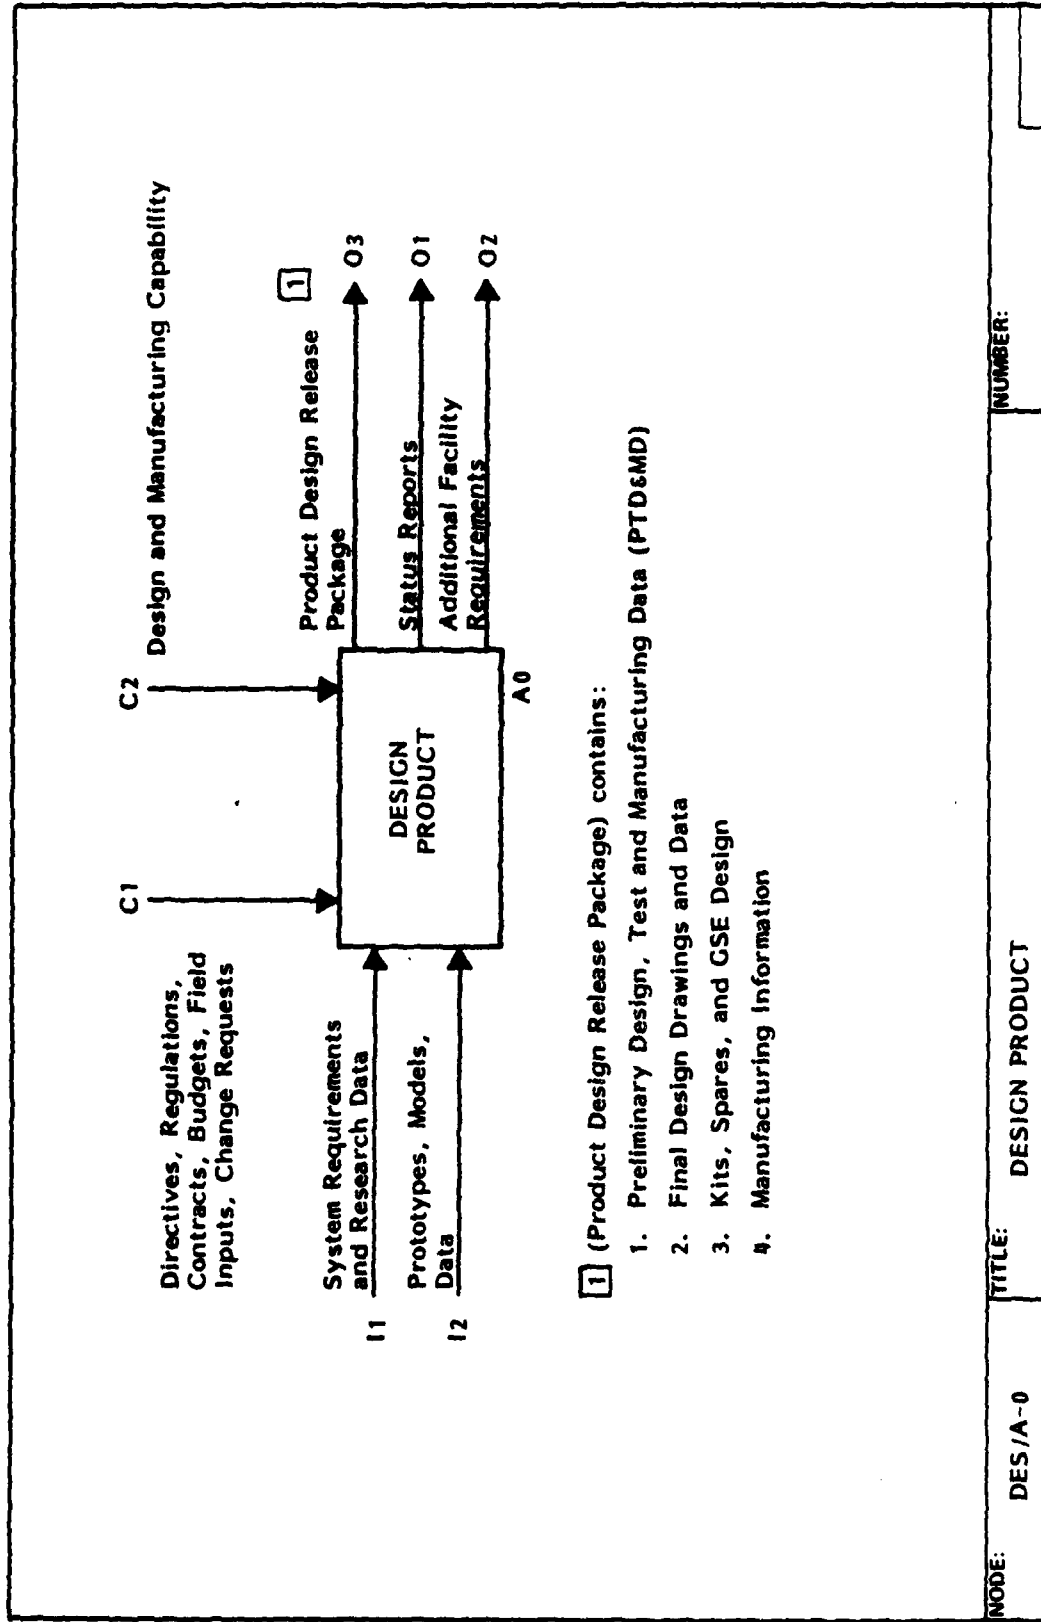 C1
C2
Directives, Regulations,
Contracts, Budgets, Field
Inputs, Change Requests
Design and Manufacturing Capability
System Requirements
and Research Data
I1
Prototypes, Models,
Data
I2
DESIGN
PRODUCT
A0
Product Design Release
Package
1
O3
Status Reports
O1
Additional Facility
Requirements
O2
1 (Product Design Release Package) contains:
1. Preliminary Design, Test and Manufacturing Data (PTD&MD)
2. Final Design Drawings and Data
3. Kits, Spares, and GSE Design
4. Manufacturing Information
NODE: DES/A-0
TITLE: DESIGN PRODUCT
NUMBER: